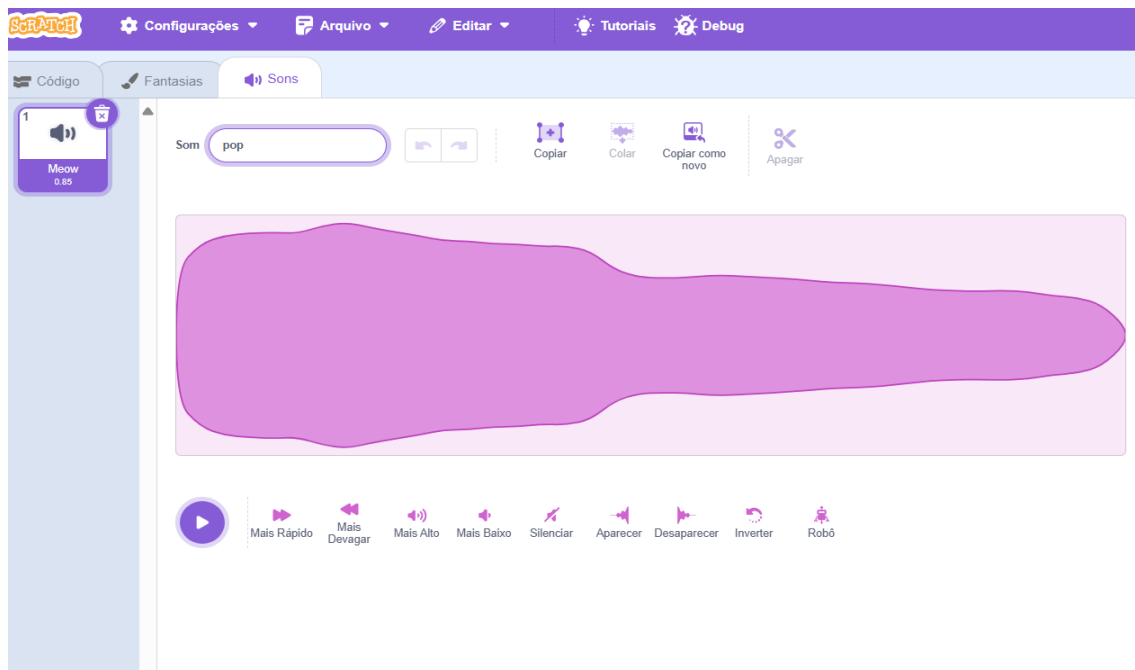 SCRATCH Configurações Arquivo Editar Tutoriais Debug
Código Fantasias Sons
1
Meow
0.85
Som pop
Copiar Colar Copiar como novo Apagar
Mais Rápido Mais Devagar Mais Alto Mais Baixo Silenciar Aparecer Desaparecer Inverter Robô